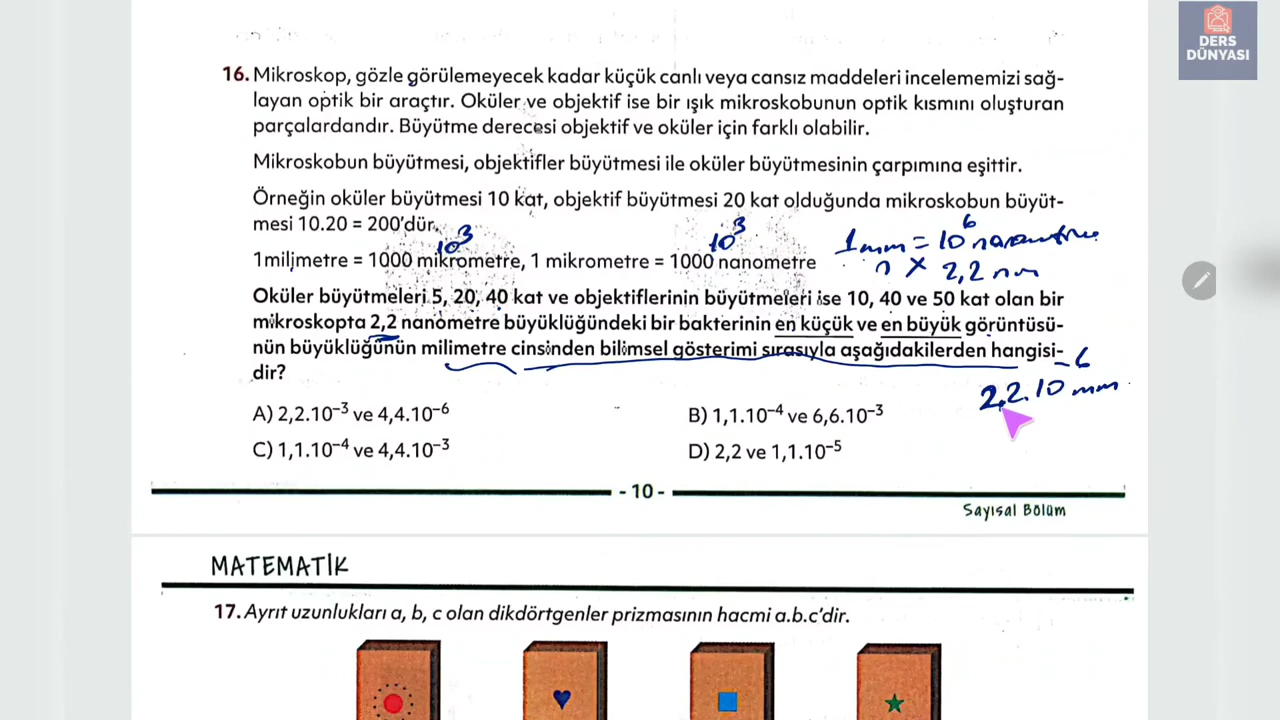 DERS
DÜNYASI
16. Mikroskop, gözle görülemeyecek kadar küçük canlı veya cansız maddeleri incelememizi sağ-
layan optik bir araçtır. Oküler ve objektif ise bir ışık mikroskobunun optik kısmını oluşturan
parçalardandır. Büyütme derecesi objektif ve oküler için farklı olabilir.
Mikroskobun büyütmesi, objektifler büyütmesi ile oküler büyütmesinin çarpımına eşittir.
Örneğin oküler büyütmesi 10 kat, objektif büyütmesi 20 kat olduğunda mikroskobun büyüt-
mesi 10.20 = 200'dür.
10³ 10³
1mm = 10⁶ nanometre
1milimetre = 1000 mikrometre, 1 mikrometre = 1000 nanometre
? × 2,2 nm
Oküler büyütmeleri 5, 20, 40 kat ve objektiflerinin büyütmeleri ise 10, 40 ve 50 kat olan bir
mikroskopta 2,2 nanometre büyüklüğündeki bir bakterinin en küçük ve en büyük görüntüsü-
nün büyüklüğünün milimetre cinsinden bilimsel gösterimi sırasıyla aşağıdakilerden hangisi-
dir?
2,2.10⁻⁶ mm
A) 2,2.10⁻³ ve 4,4.10⁻⁶
B) 1,1.10⁻⁴ ve 6,6.10⁻³
C) 1,1.10⁻⁴ ve 4,4.10⁻³
D) 2,2 ve 1,1.10⁻⁵
- 10 -
Sayısal Bölüm
MATEMATİK
17. Ayrıt uzunlukları a, b, c olan dikdörtgenler prizmasının hacmi a.b.c'dir.